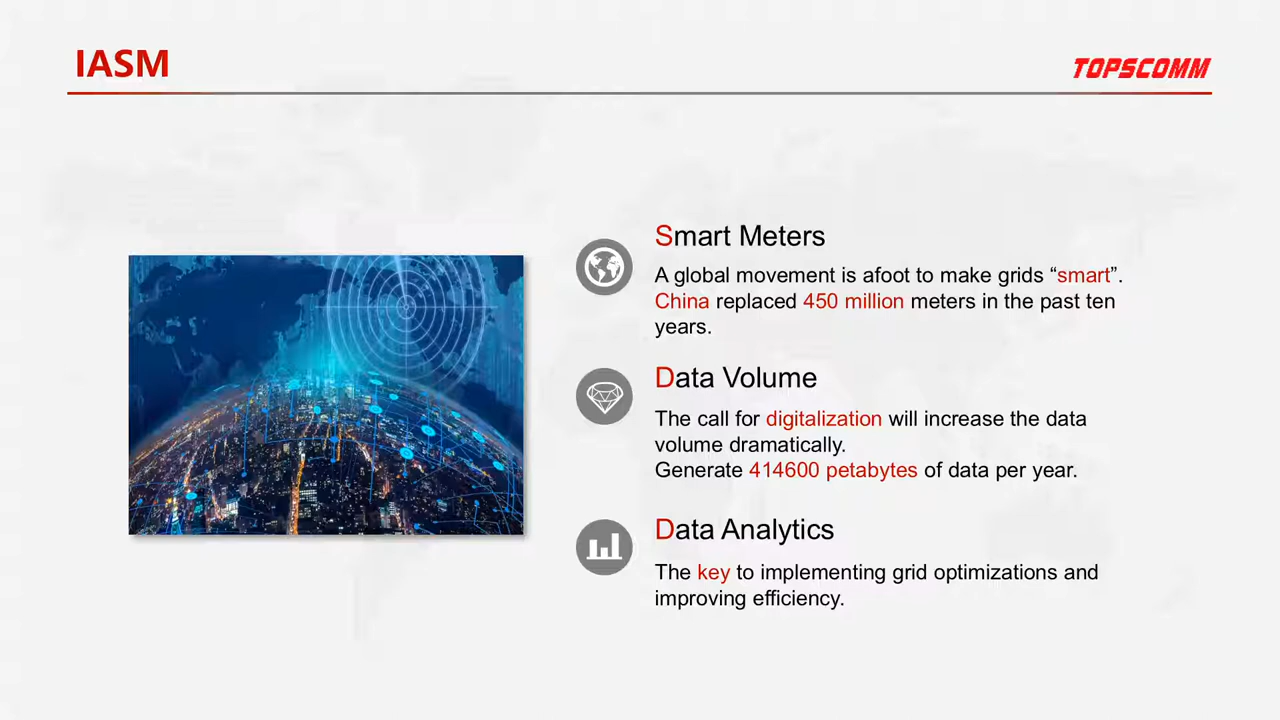 IASM
TOPSCOMM
Smart Meters
A global movement is afoot to make grids “smart”.
China replaced 450 million meters in the past ten
years.
Data Volume
The call for digitalization will increase the data
volume dramatically.
Generate 414600 petabytes of data per year.
Data Analytics
The key to implementing grid optimizations and
improving efficiency.